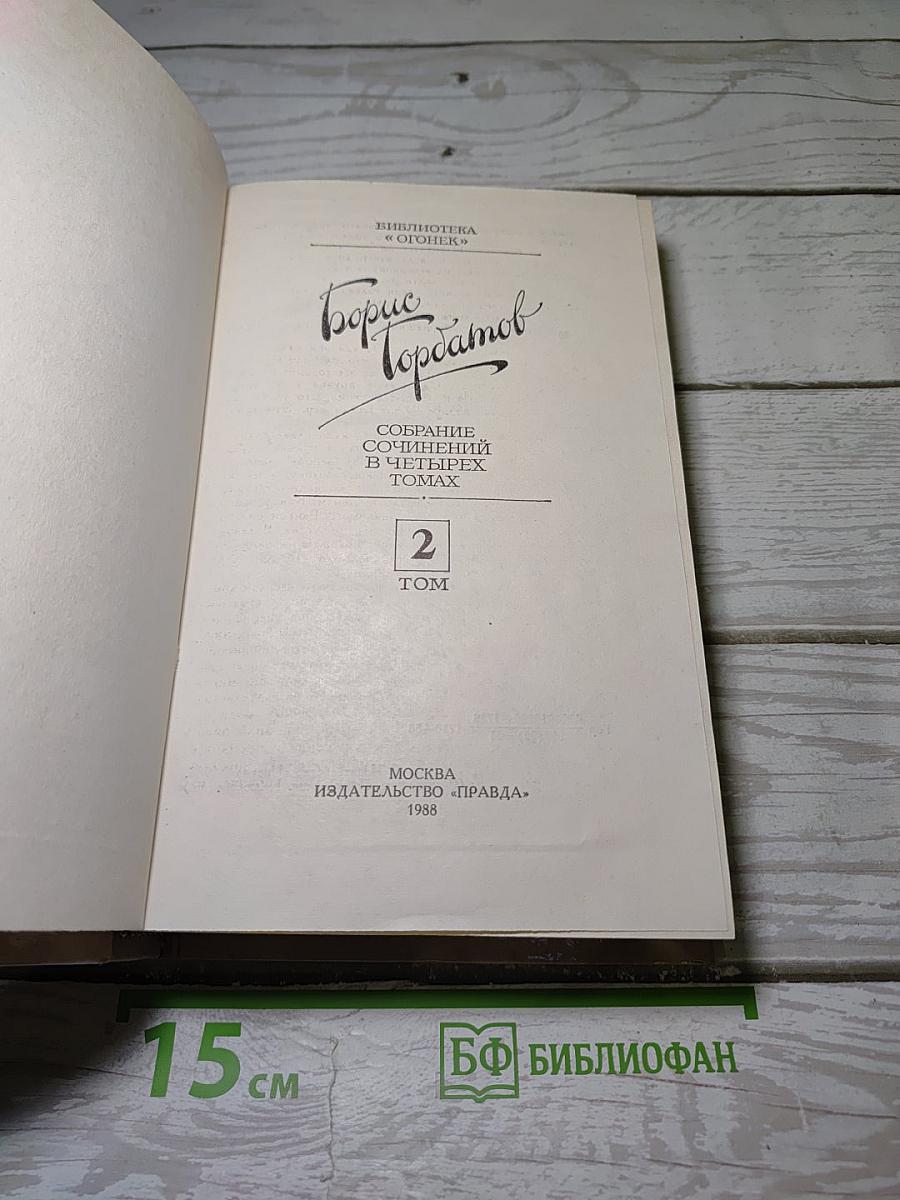 БИБЛИОТЕКА
«ОГОНЕК»
Борис
Горбатов
СОБРАНИЕ
СОЧИНЕНИЙ
В ЧЕТЫРЕХ
ТОМАХ
2
ТОМ
МОСКВА
ИЗДАТЕЛЬСТВО «ПРАВДА»
1988
15 см
БФ БИБЛИОФАН